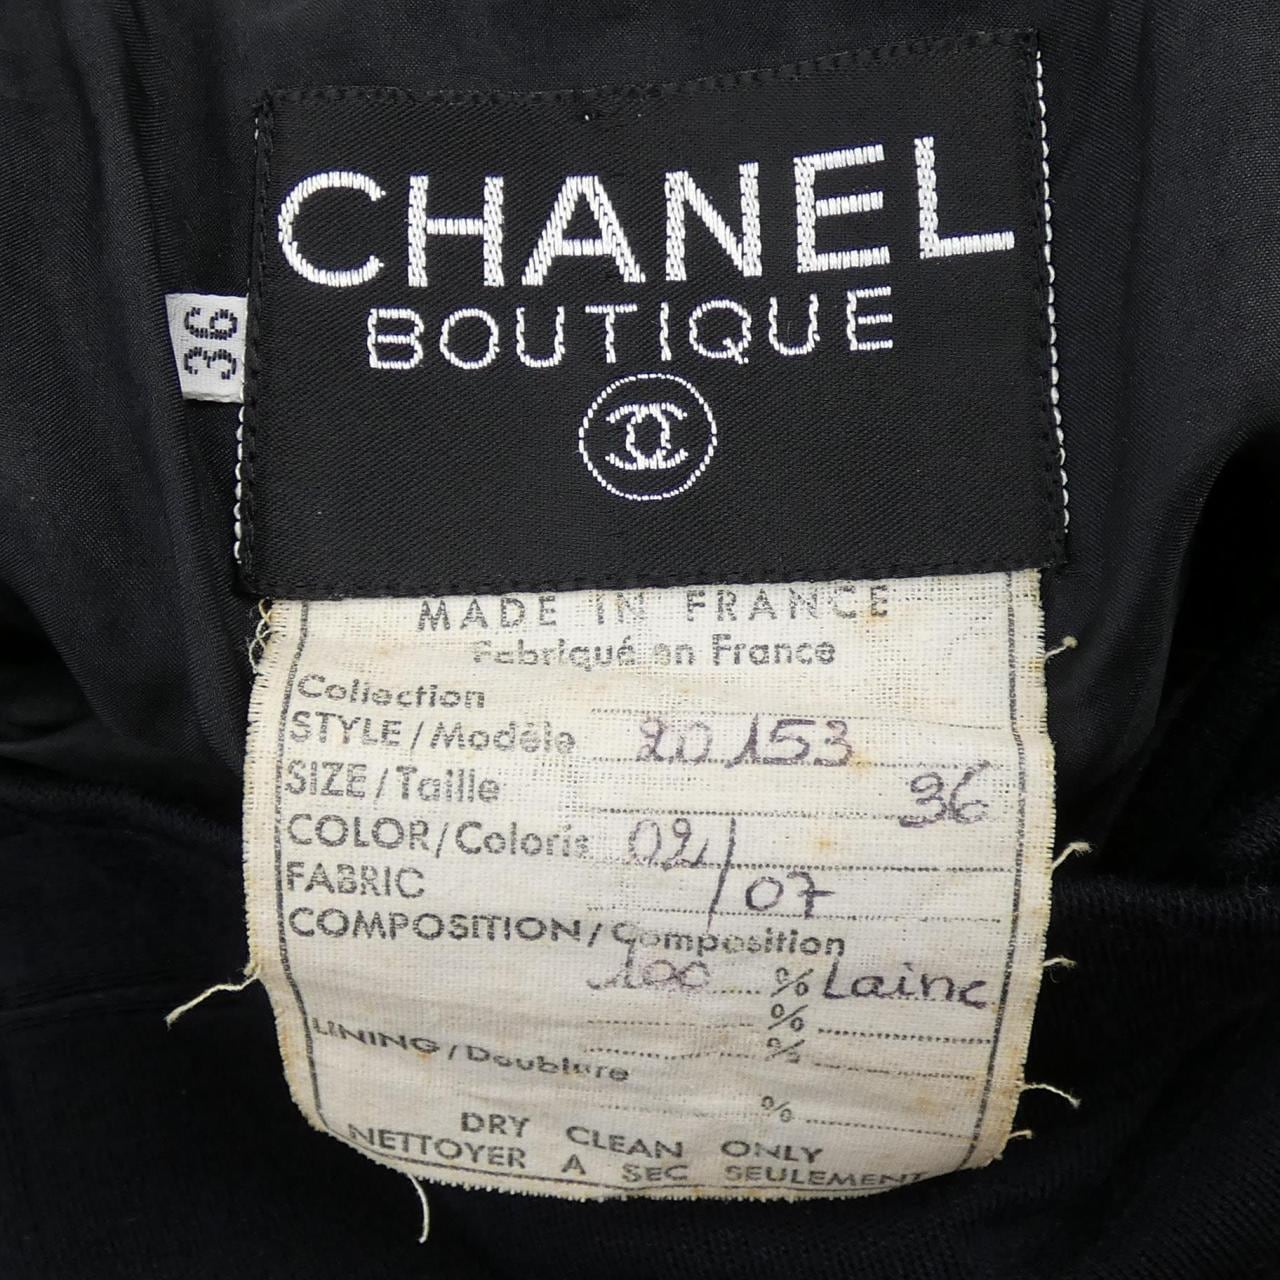 CHANEL
BOUTIQUE
36
MADE IN FRANCE
Fabriqué en France
Collection
STYLE/Modèle 20153
SIZE/Taille 36
COLOR/Coloris 02/
FABRIC 07
COMPOSITION/Composition
100 % Laine
%
%
LINING/Doublure
%
DRY CLEAN ONLY
NETTOYER A SEC SEULEMENT